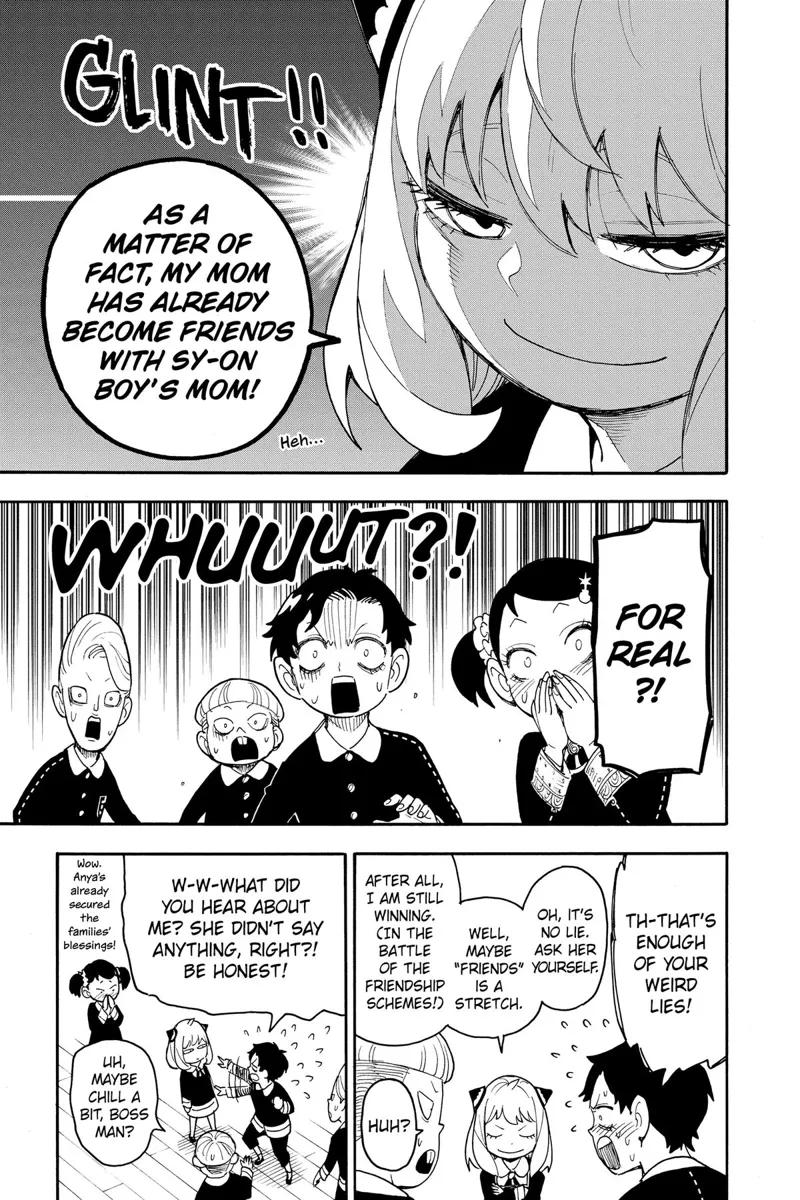 GLINT!!
AS A
MATTER OF
FACT, MY MOM
HAS ALREADY
BECOME FRIENDS
WITH SY-ON
BOY'S MOM!
Heh...
WHUUUT?!
FOR
REAL
?!
TH-THAT'S
ENOUGH
OF YOUR
WEIRD
LIES!
OH, IT'S
NO LIE.
ASK HER
YOURSELF.
WELL,
MAYBE
"FRIENDS"
IS A
STRETCH.
AFTER ALL,
I AM STILL
WINNING.
(IN THE
BATTLE
OF THE
FRIENDSHIP
SCHEMES!)
HUH?
W-W-WHAT DID
YOU HEAR ABOUT
ME? SHE DIDN'T SAY
ANYTHING, RIGHT?!
BE HONEST!
Wow.
Anya's
already
secured
the
families'
blessings!
UH,
MAYBE
CHILL A
BIT, BOSS
MAN?